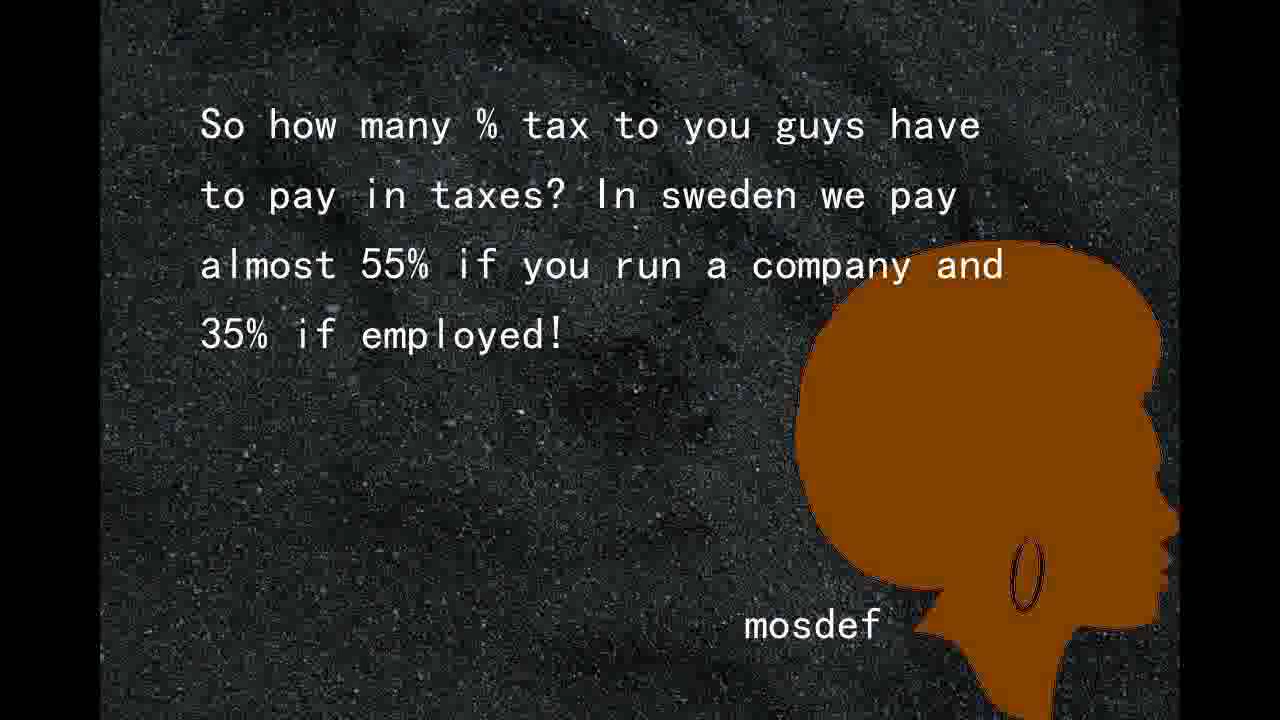 So how many % tax to you guys have
to pay in taxes? In sweden we pay
almost 55% if you run a company and
35% if employed!
mosdef